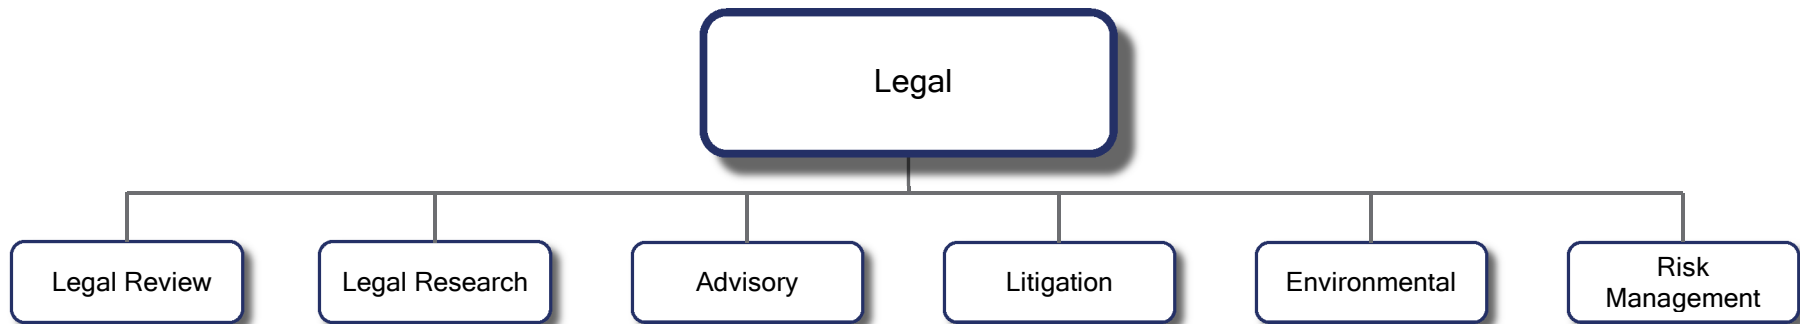 Legal
Legal Review
Legal Research
Advisory
Litigation
Environmental
Risk
Management